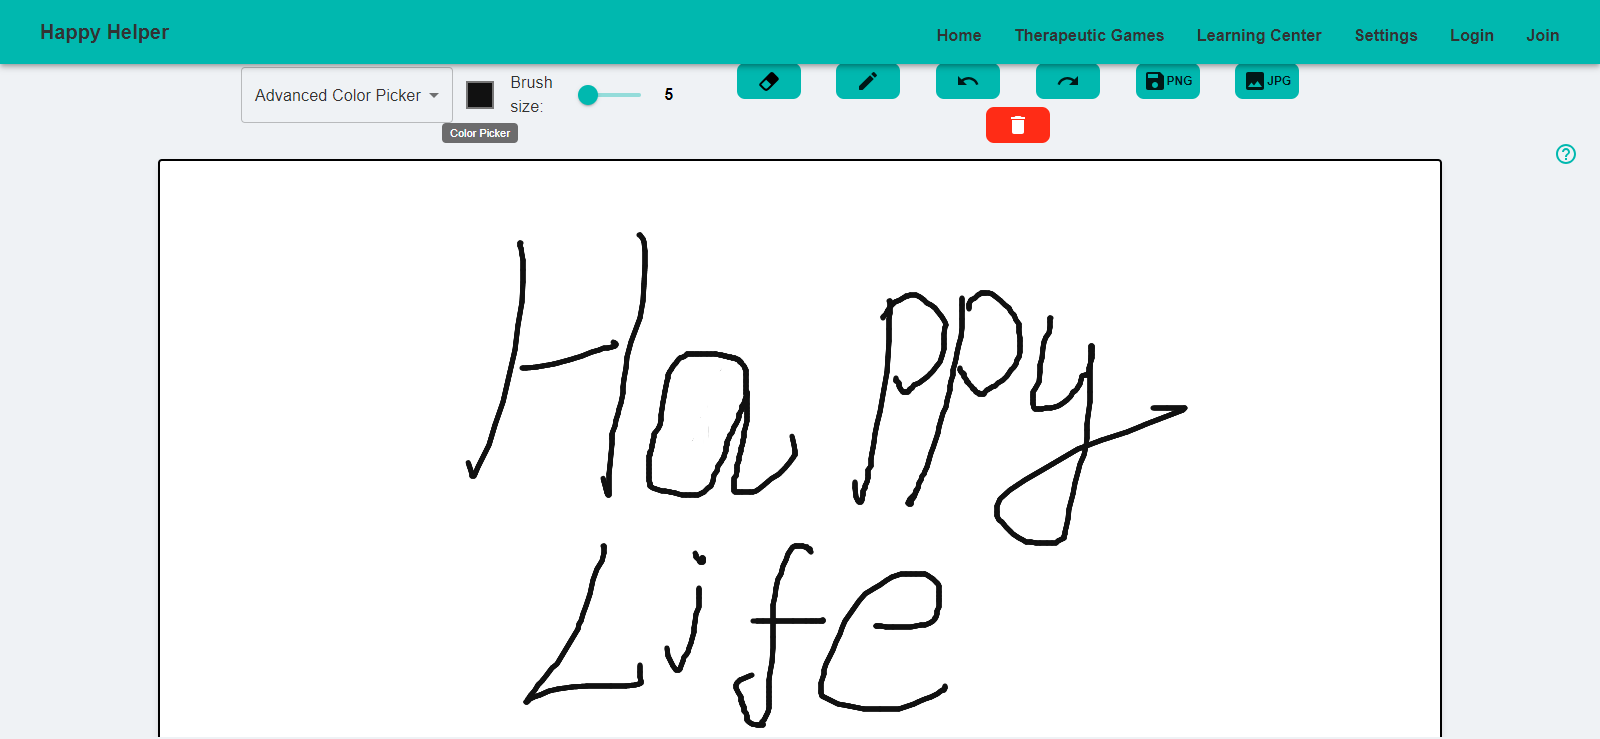 Happy Helper Home Therapeutic Games Learning Center Settings Login Join
Advanced Color Picker Brush size: 5 PNG JPG
Color Picker
Happy
Life